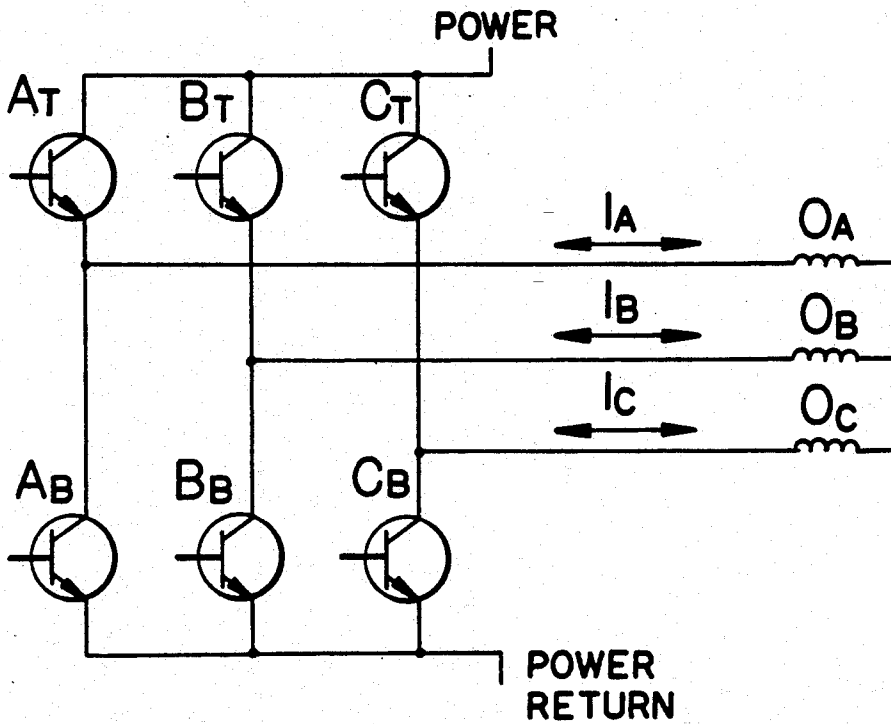 POWER
AT
BT
CT
IA
OA
IB
OB
IC
OC
AB
BB
CB
POWER
RETURN